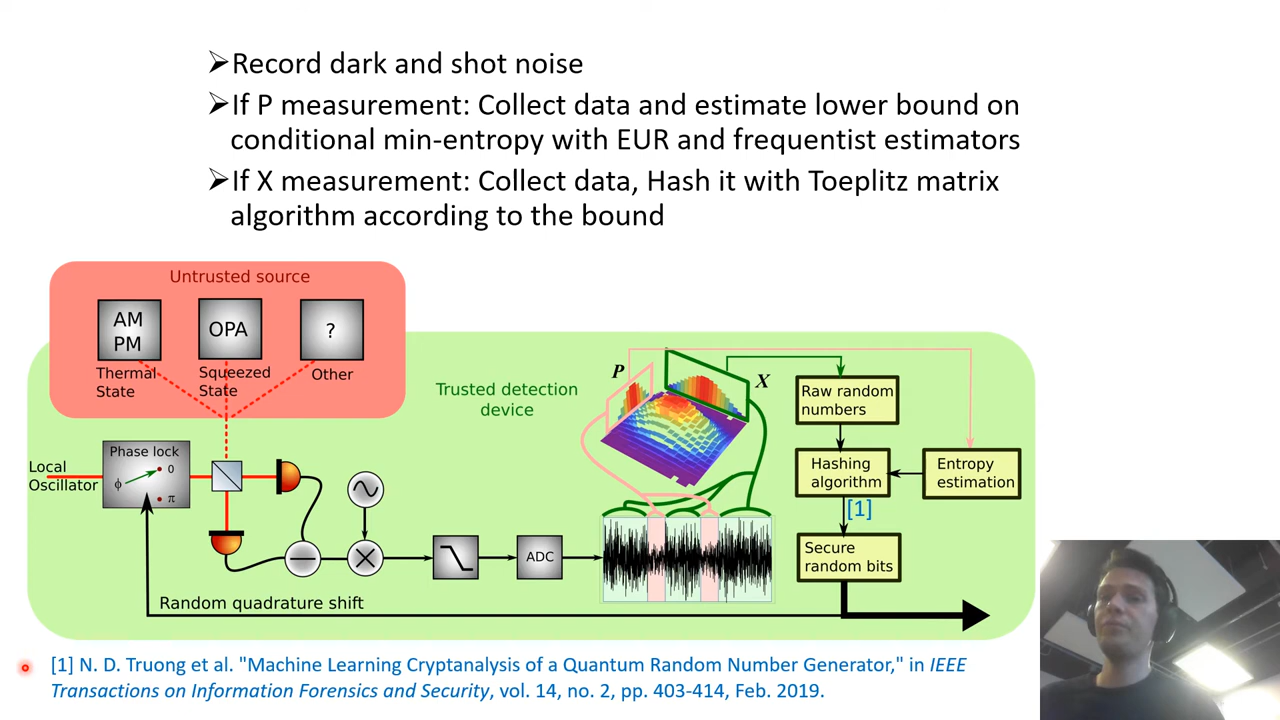 ➢Record dark and shot noise
➢If P measurement: Collect data and estimate lower bound on
conditional min-entropy with EUR and frequentist estimators
➢If X measurement: Collect data, Hash it with Toeplitz matrix
algorithm according to the bound
Untrusted source
AM
PM
OPA
?
Thermal
State
Squeezed
State
Other
Trusted detection
device
P
X
Raw random
numbers
Local
Oscillator
Phase lock
ϕ
0
π
Hashing
algorithm
Entropy
estimation
[1]
ADC
Secure
random bits
Random quadrature shift
[1] N. D. Truong et al. "Machine Learning Cryptanalysis of a Quantum Random Number Generator," in IEEE
Transactions on Information Forensics and Security, vol. 14, no. 2, pp. 403-414, Feb. 2019.